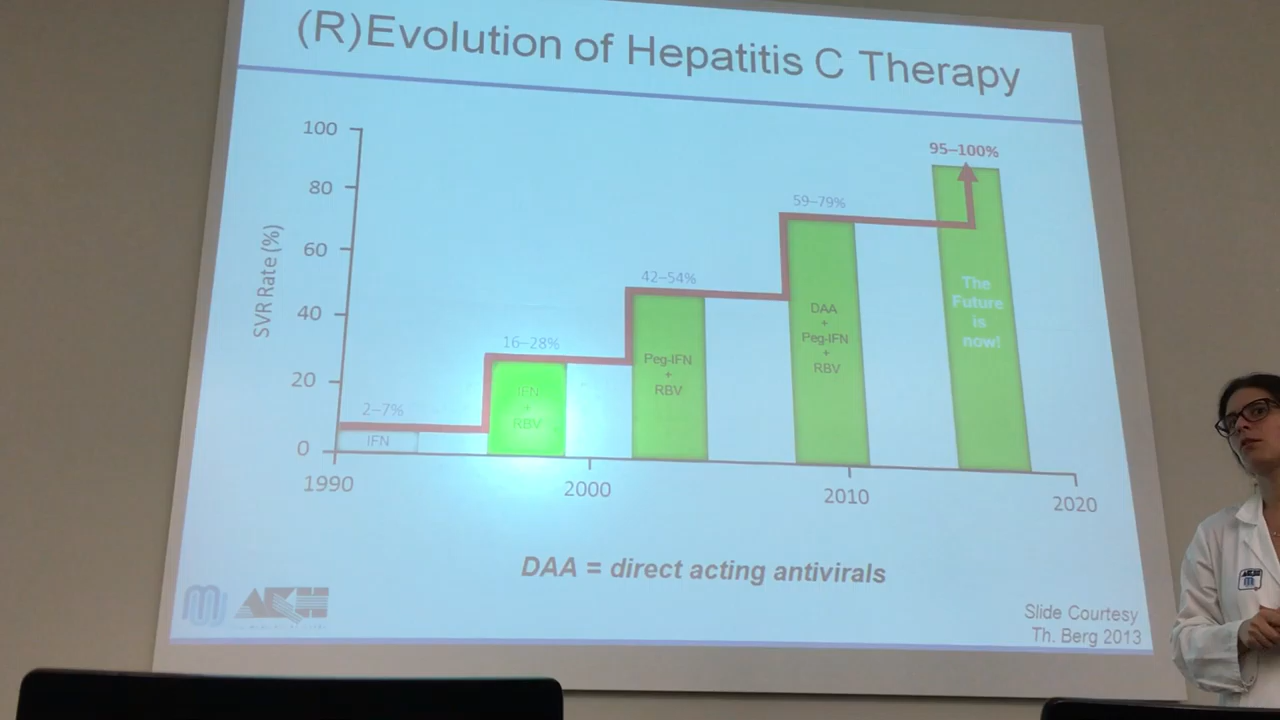 (R)Evolution of Hepatitis C Therapy
SVR Rate (%)
100
80
60
40
20
0
1990
2000
2010
2020
2–7%
IFN
16–28%
IFN
+
RBV
42–54%
Peg-IFN
+
RBV
59–79%
DAA
+
Peg-IFN
+
RBV
95–100%
The
Future
is
now!
DAA = direct acting antivirals
AKH
Slide Courtesy
Th. Berg 2013